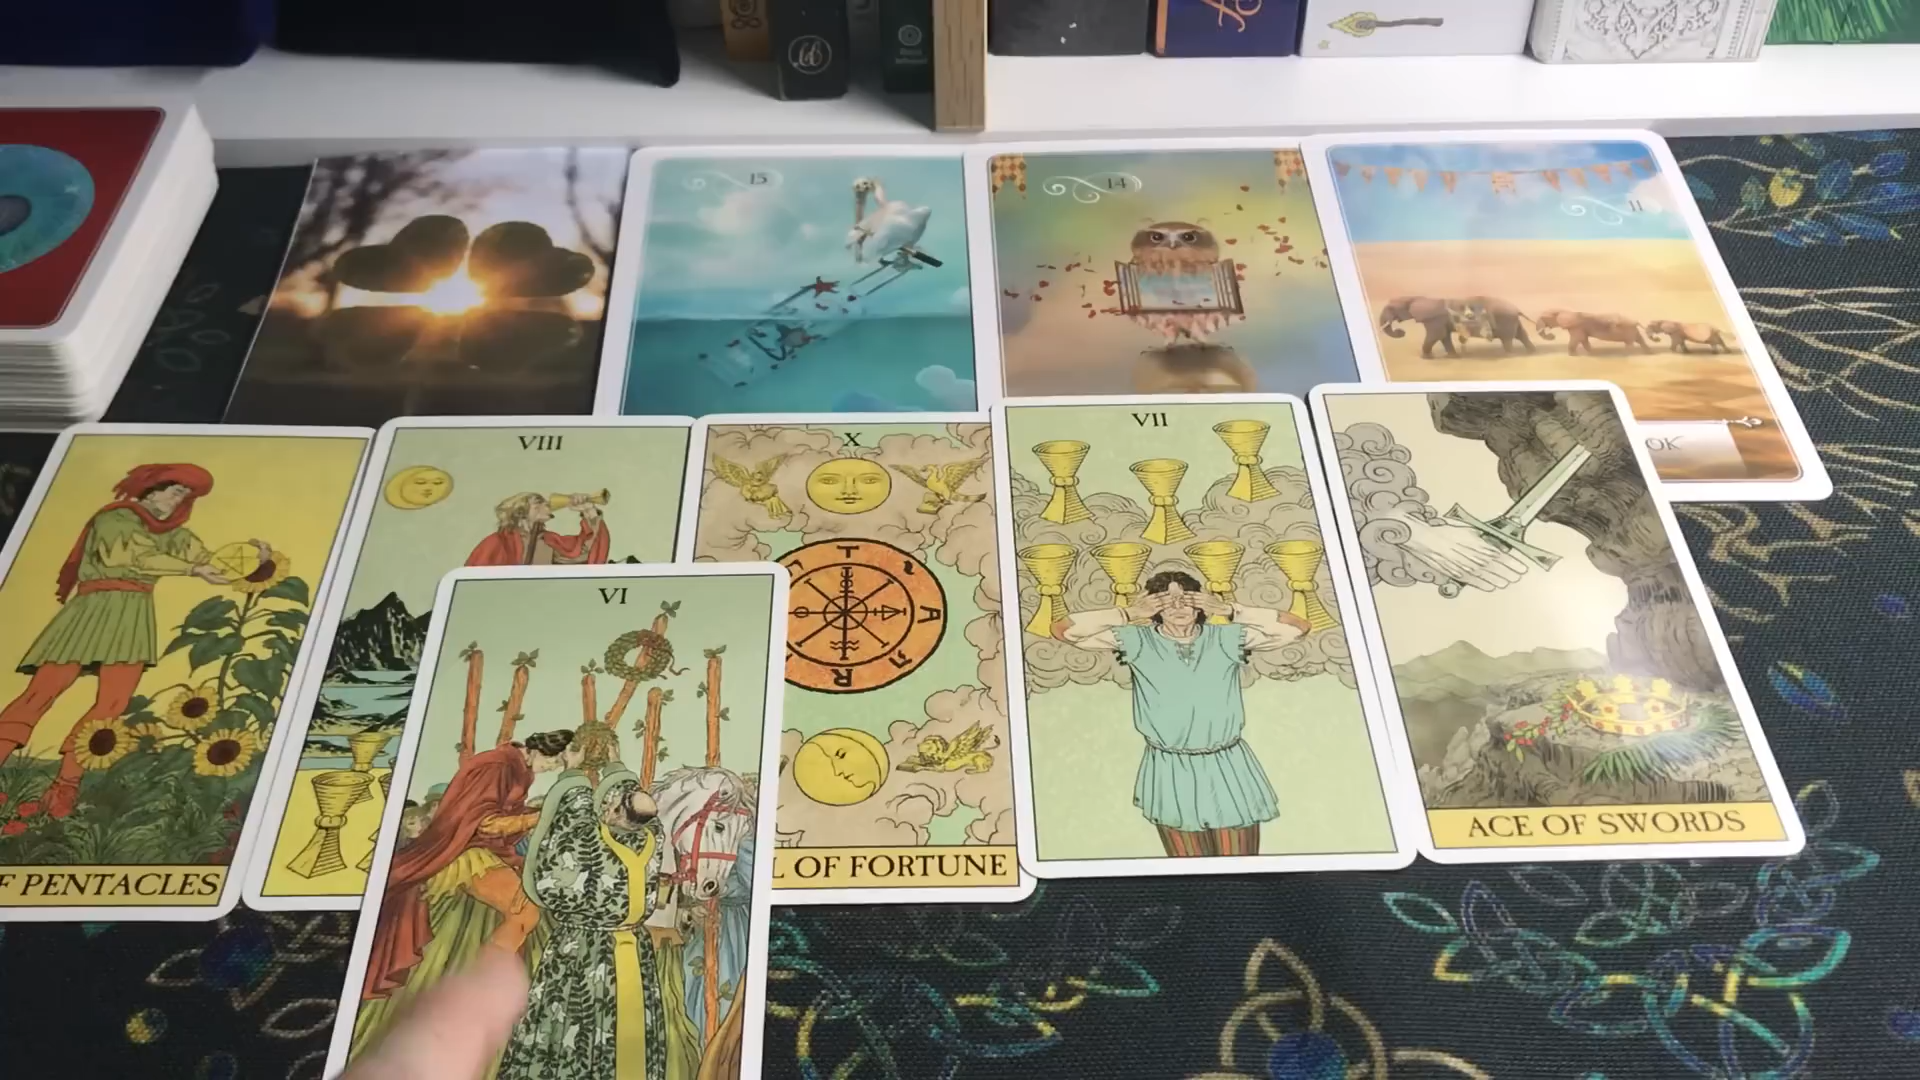 15
14
11
OK
VIII
X
VII
VI
T
A
R
F PENTACLES
L OF FORTUNE
ACE OF SWORDS